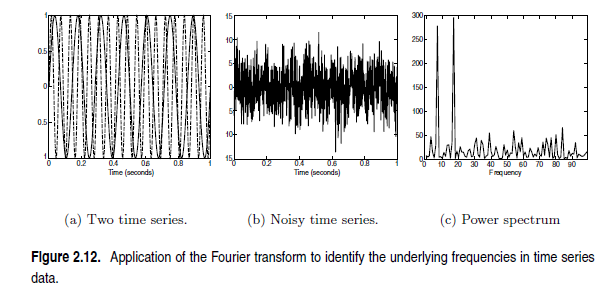 1
0.5
0
0.5
1
0 0.2 0.4 0.6 0.8 1
Time (seconds)
15
10
5
0
5
10
15
0 0.2 0.4 0.6 0.8 1
Time (seconds)
300
250
200
150
100
50
0
0 10 20 30 40 50 60 70 80 90
Frequency
(a) Two time series.
(b) Noisy time series.
(c) Power spectrum
Figure 2.12. Application of the Fourier transform to identify the underlying frequencies in time series
data.